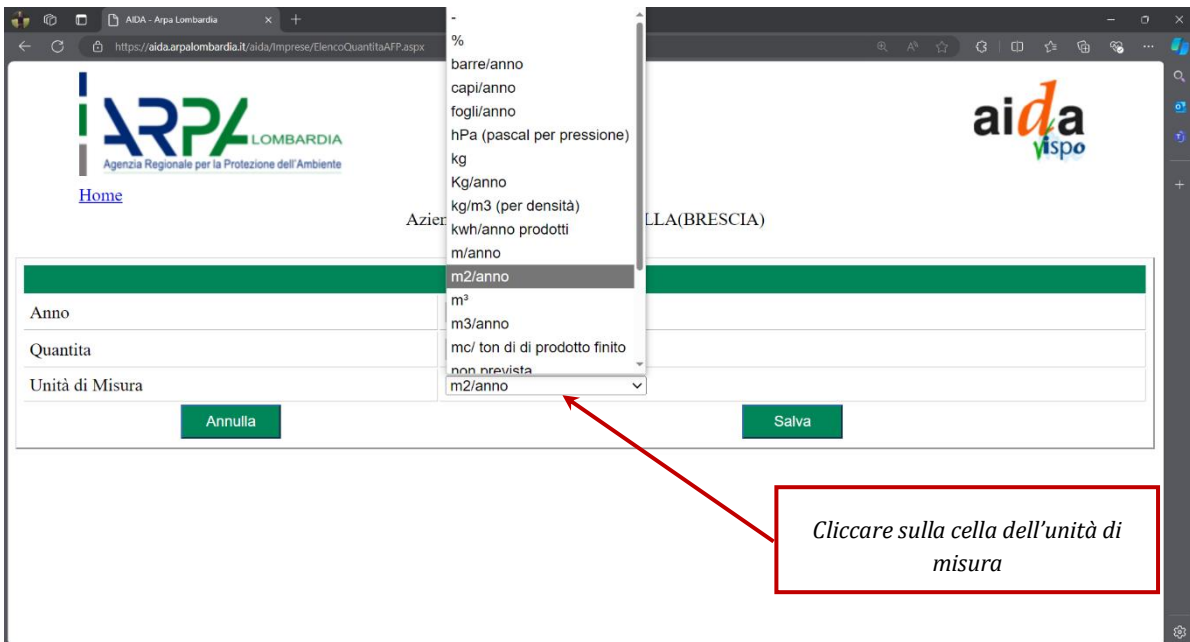 AIDA - Arpa Lombardia
https://aida.arpalombardia.it/aida/Imprese/ElencoQuantitaAFP.aspx
ARPA LOMBARDIA
Agenzia Regionale per la Protezione dell'Ambiente
aida
vispo
Home
LLA(BRESCIA)
-
%
barre/anno
capi/anno
fogli/anno
hPa (pascal per pressione)
kg
Kg/anno
kg/m3 (per densità)
kwh/anno prodotti
m/anno
m2/anno
m³
m3/anno
mc/ ton di di prodotto finito
non prevista
Anno
Quantita
Unità di Misura
m2/anno
Annulla
Salva
Cliccare sulla cella dell'unità di
misura